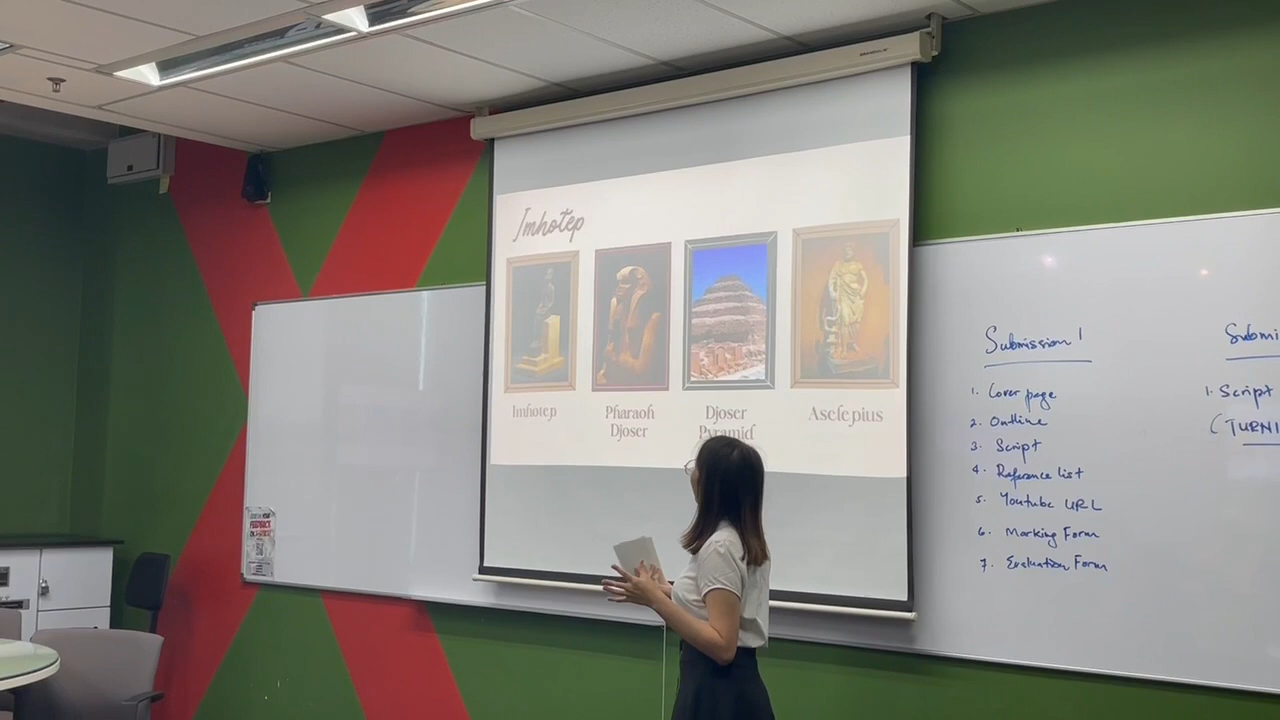 Imhotep
Imhotep
Pharaoh
Djoser
Djoser
Pyramid
Asclepius
Submission 1
1. Cover page
2. Outline
3. Script
4. Reference list
5. Youtube URL
6. Marking Form
7. Evaluation Form
Submi
1. Script
(TURNI
FEEDBACK